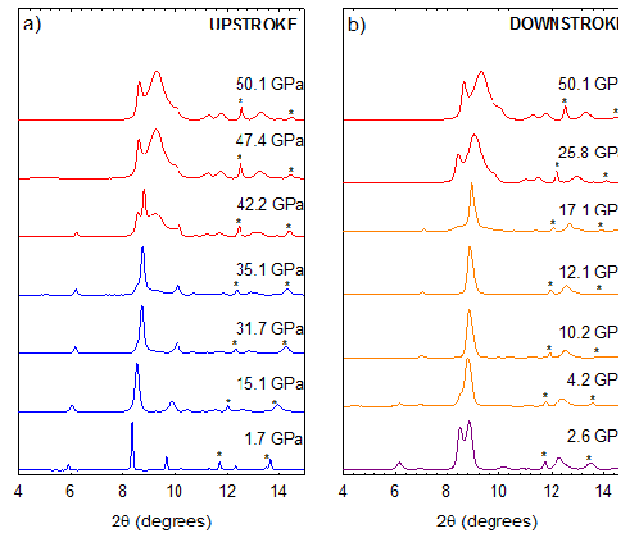 a) UPSTROKE
50.1 GPa
* *
47.4 GPa
* *
42.2 GPa
* *
35.1 GPa
* *
31.7 GPa
* *
15.1 GPa
* *
1.7 GPa
* *
4 6 8 10 12 14
2θ (degrees)
b) DOWNSTROKE
50.1 GP
* *
25.8 GP
* *
17.1 GP
* *
12.1 GP
* *
10.2 GP
* *
4.2 GP
* *
2.6 GP
* *
4 6 8 10 12 14
2θ (degrees)